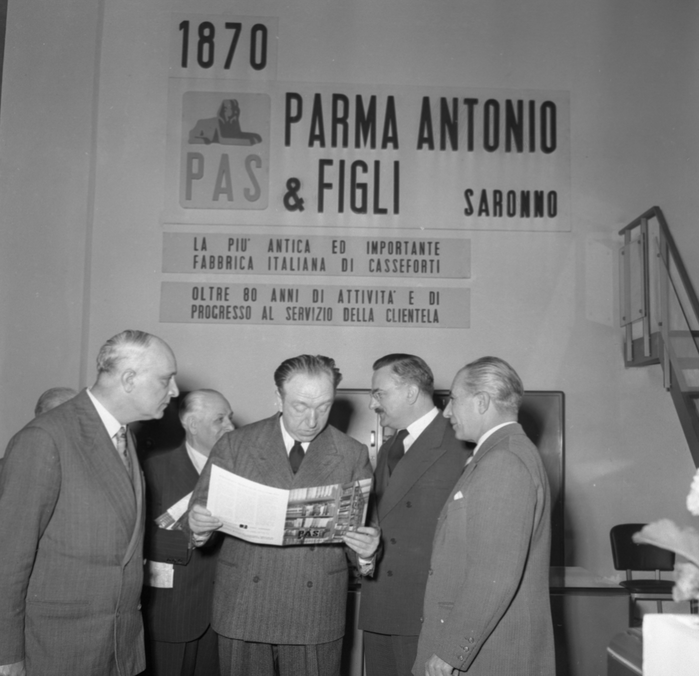 1870
PAS
PARMA ANTONIO
& FIGLI SARONNO
LA PIU' ANTICA ED IMPORTANTE
FABBRICA ITALIANA DI CASSEFORTI
OLTRE 80 ANNI DI ATTIVITA' E DI
PROGRESSO AL SERVIZIO DELLA CLIENTELA
PAS